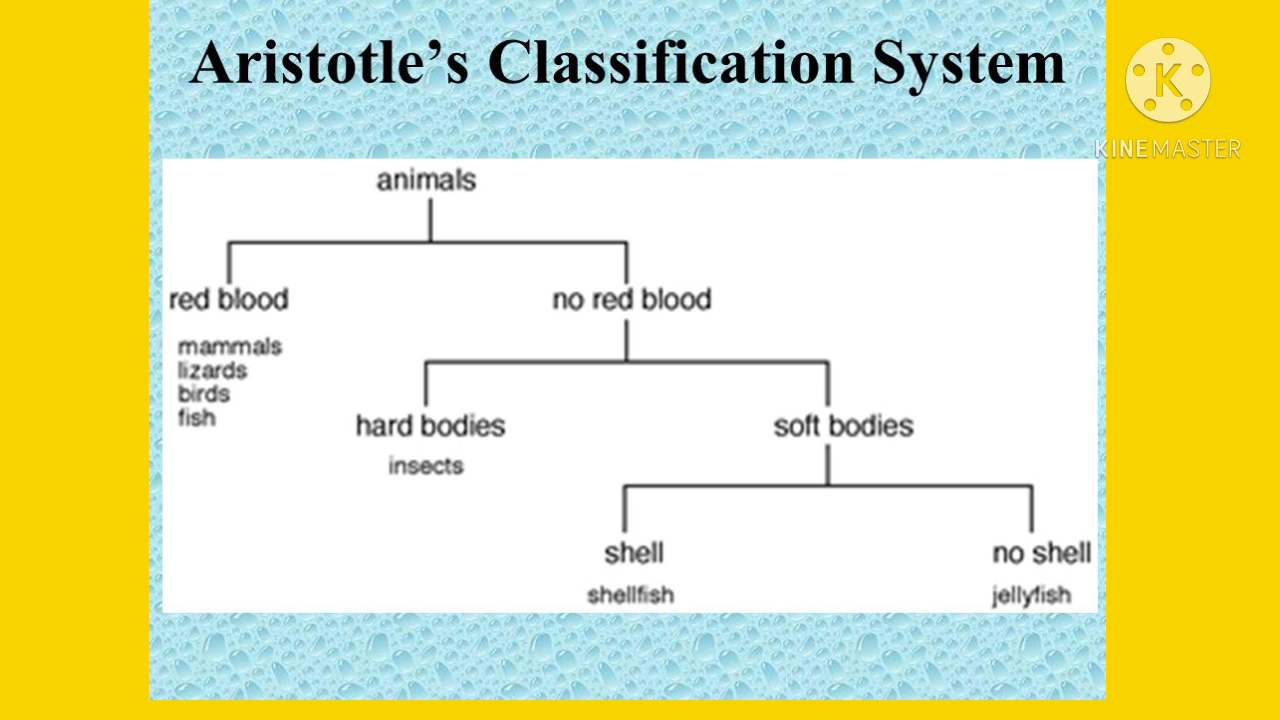 Aristotle’s Classification System
K
KINEMASTER
animals
red blood
no red blood
mammals
lizards
birds
fish
hard bodies
soft bodies
insects
shell
no shell
shellfish
jellyfish